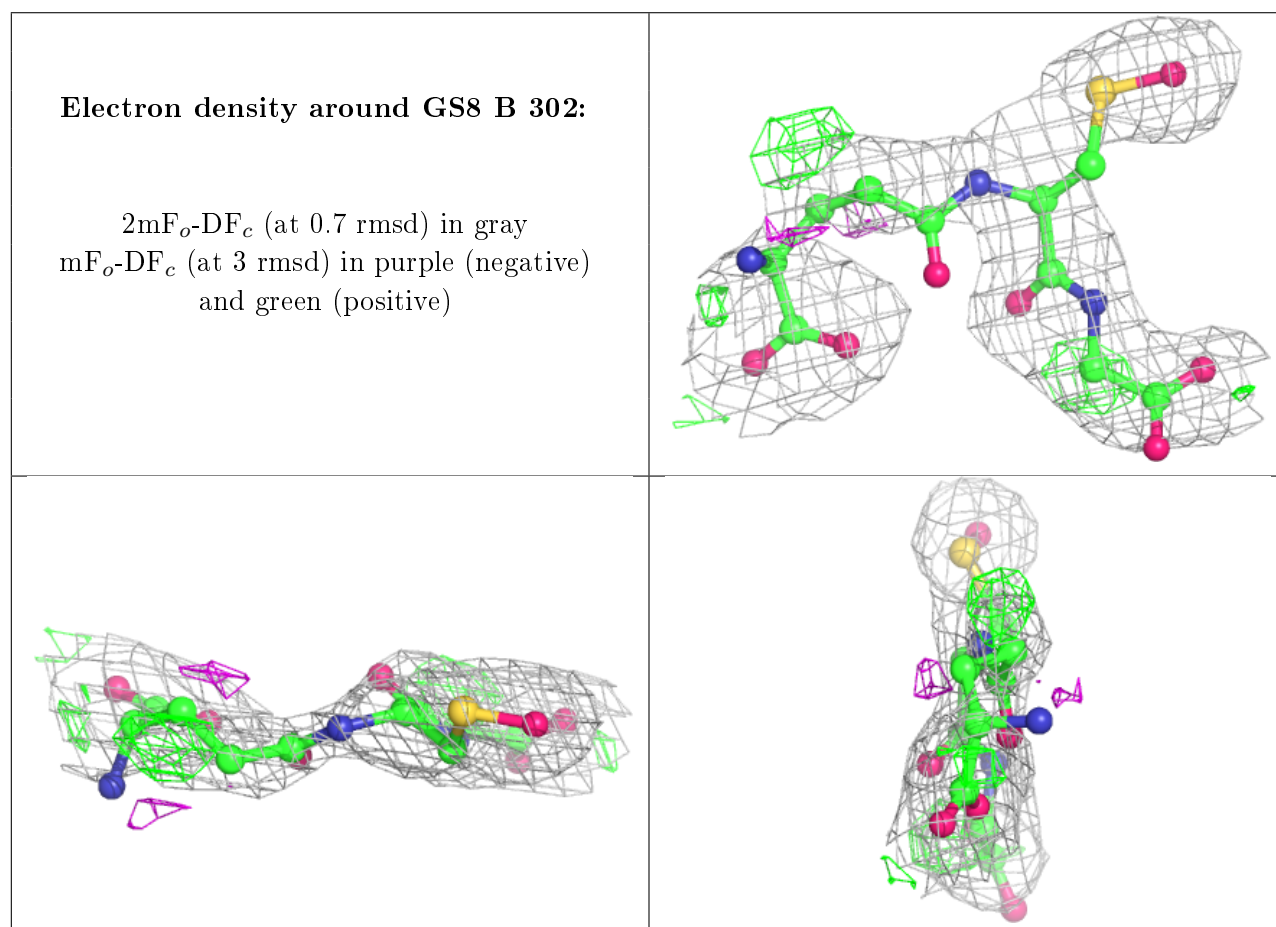 Electron density around GS8 B 302:
2mFₒ-DF𝒸 (at 0.7 rmsd) in gray
mFₒ-DF𝒸 (at 3 rmsd) in purple (negative)
and green (positive)